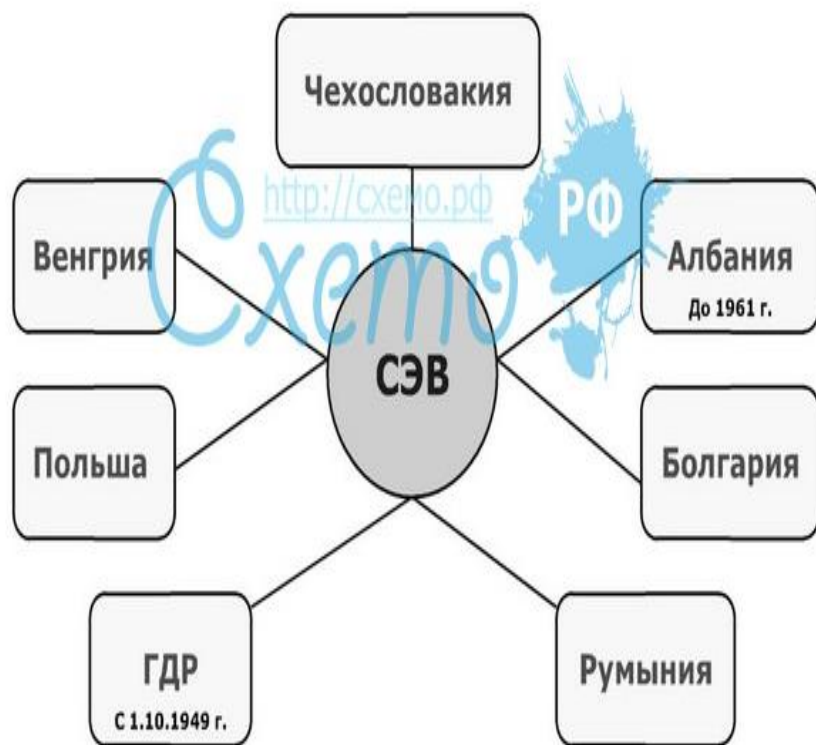 Чехословакия
http://схемо.рф
Схемо
РФ
Венгрия
Албания
До 1961 г.
СЭВ
Польша
Болгария
ГДР
С 1.10.1949 г.
Румыния